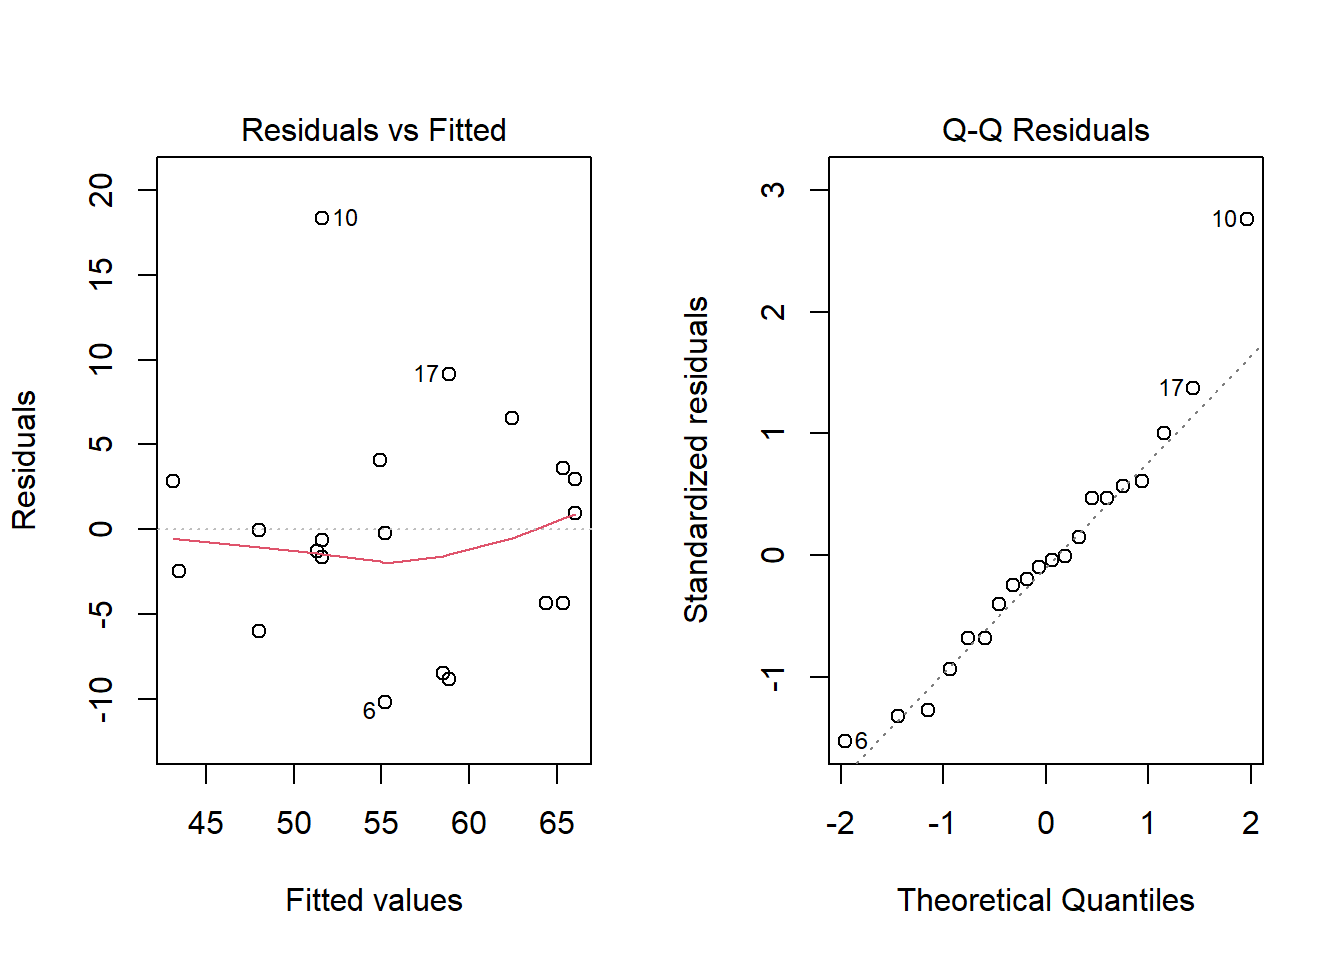 Residuals vs Fitted
Residuals
20
15
10
5
0
-5
-10
10
17
6
45 50 55 60 65
Fitted values
Q-Q Residuals
Standardized residuals
3
2
1
0
-1
10
17
6
-2 -1 0 1 2
Theoretical Quantiles